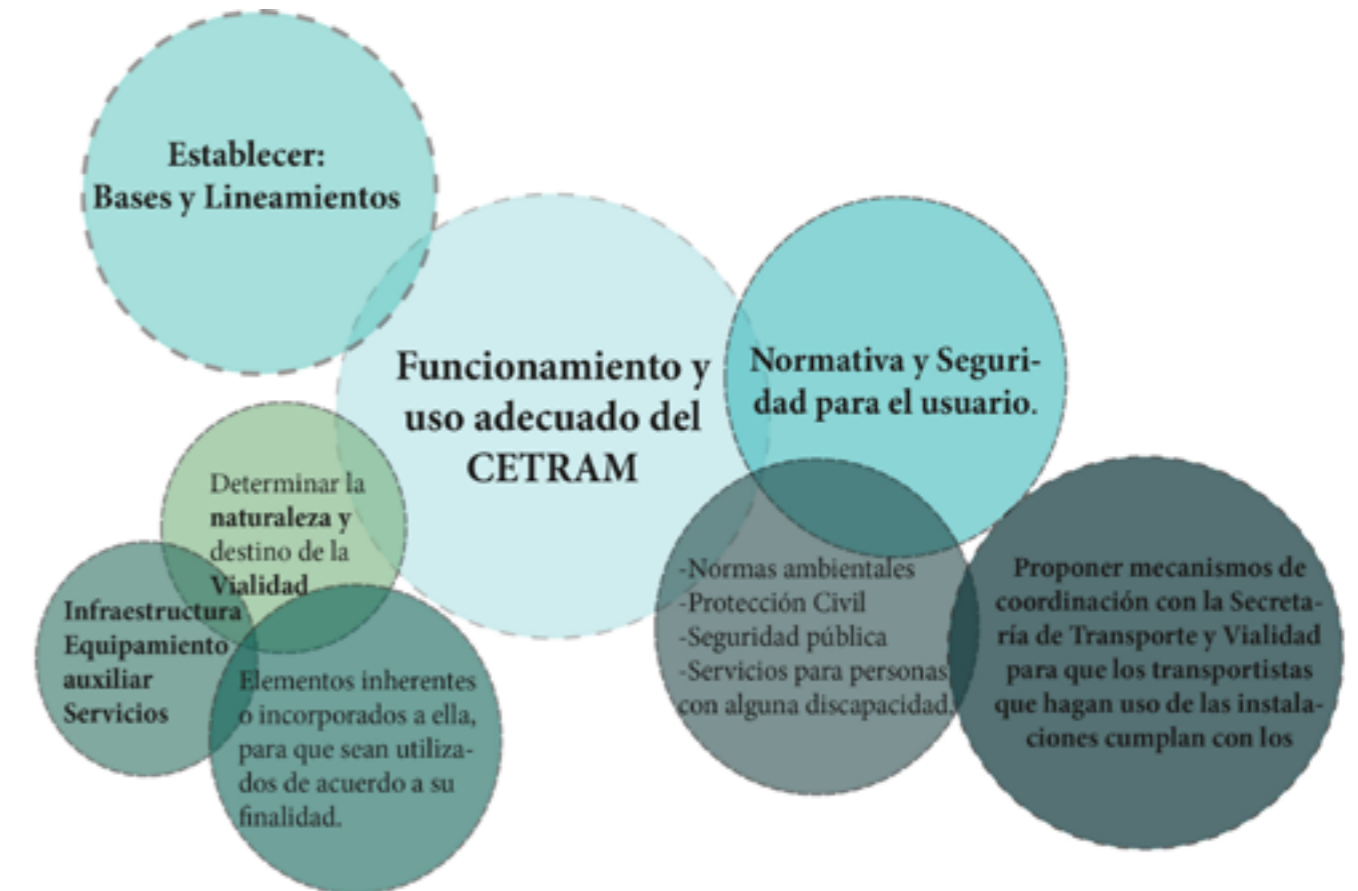 Establecer:
Bases y Lineamientos
Funcionamiento y
uso adecuado del
CETRAM
Normativa y Seguri-
dad para el usuario.
Determinar la
naturaleza y
destino de la
Vialidad
Infraestructura
Equipamiento
auxiliar
Servicios
Elementos inherentes
o incorporados a ella,
para que sean utiliza-
dos de acuerdo a su
finalidad.
-Normas ambientales
-Protección Civil
-Seguridad pública
-Servicios para personas
con alguna discapacidad.
Proponer mecanismos de
coordinación con la Secreta-
ría de Transporte y Vialidad
para que los transportistas
que hagan uso de las instala-
ciones cumplan con los